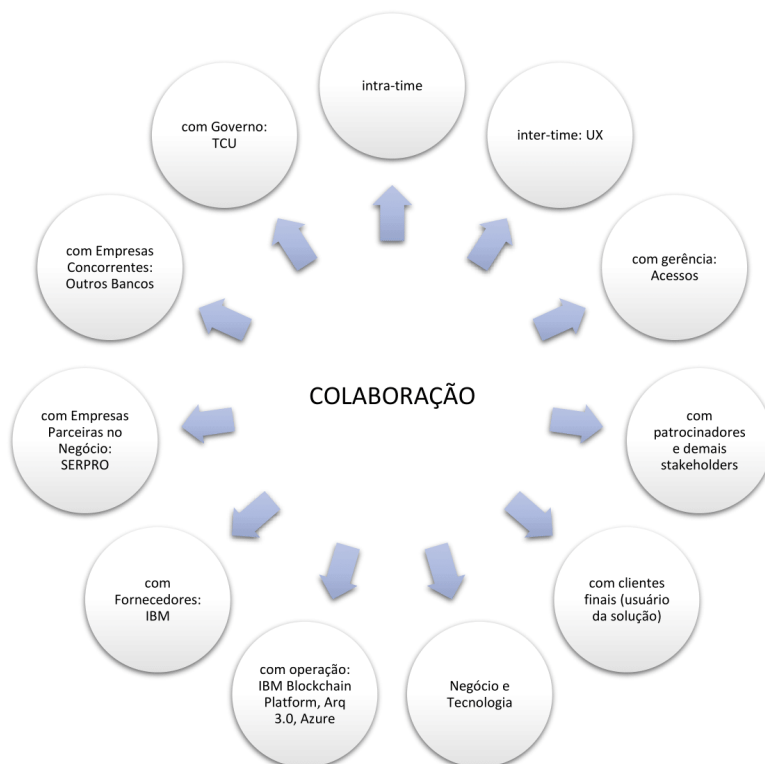 intra-time
inter-time: UX
com gerência:
Acessos
com
patrocinadores
e demais
stakeholders
com clientes
finais (usuário
da solução)
Negócio e
Tecnologia
com operação:
IBM Blockchain
Platform, Arq
3.0, Azure
com
Fornecedores:
IBM
com Empresas
Parceiras no
Negócio:
SERPRO
com Empresas
Concorrentes:
Outros Bancos
com Governo:
TCU
COLABORAÇÃO